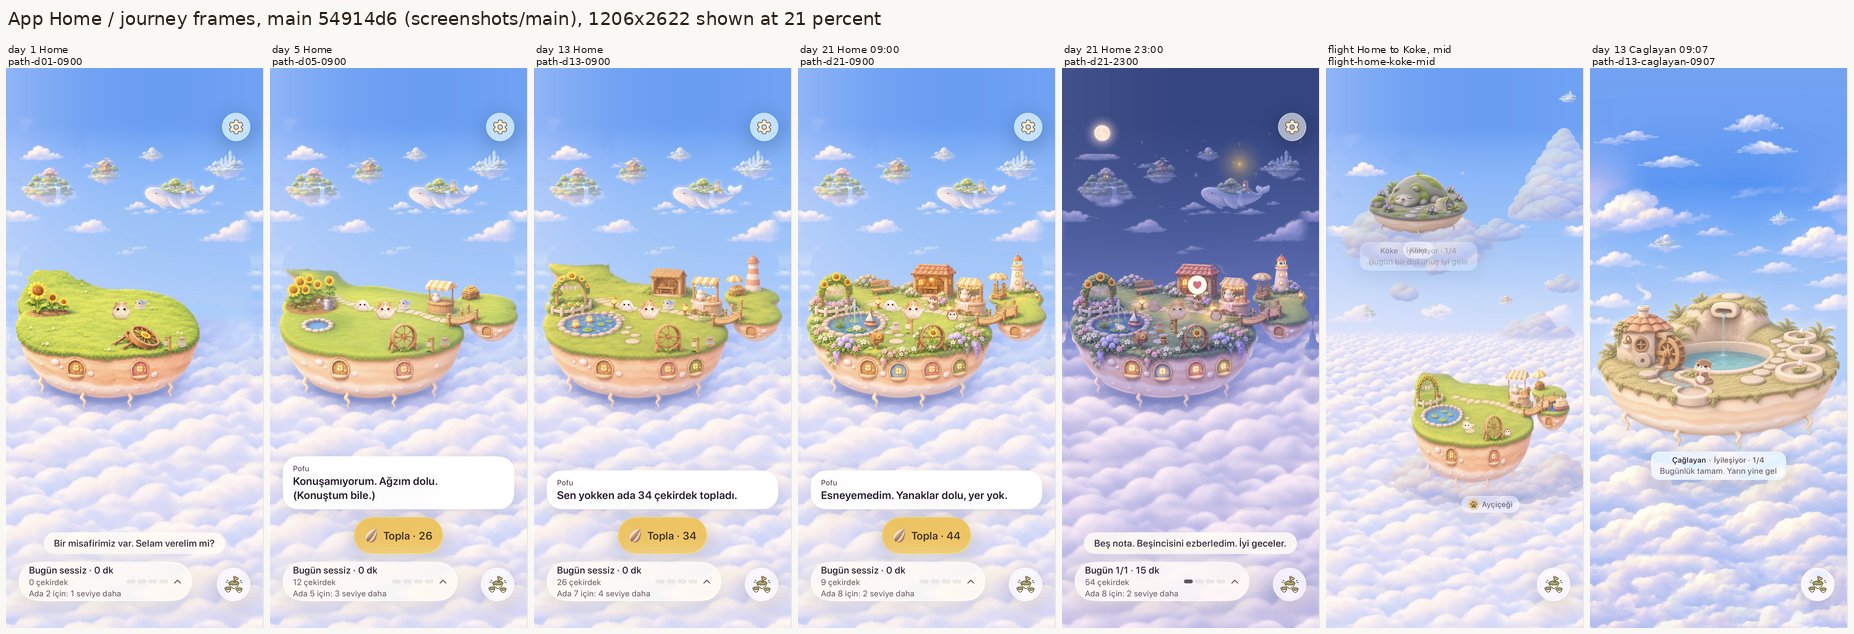 App Home / journey frames, main 54914d6 (screenshots/main), 1206x2622 shown at 21 percent
day 1 Home
path-d01-0900
Bir misafirimiz var. Selam verelim mi?
Bugün sessiz · 0 dk
0 çekirdek
Ada 2 için: 1 seviye daha
day 5 Home
path-d05-0900
Pofu
Konuşamıyorum. Ağzım dolu.
(Konuştum bile.)
Topla · 26
Bugün sessiz · 0 dk
12 çekirdek
Ada 5 için: 3 seviye daha
day 13 Home
path-d13-0900
Pofu
Sen yokken ada 34 çekirdek topladı.
Topla · 34
Bugün sessiz · 0 dk
26 çekirdek
Ada 7 için: 4 seviye daha
day 21 Home 09:00
path-d21-0900
Pofu
Esneyemedim. Yanaklar dolu, yer yok.
Topla · 44
Bugün sessiz · 0 dk
9 çekirdek
Ada 8 için: 2 seviye daha
day 21 Home 23:00
path-d21-2300
Beş nota. Beşincisini ezberledim. İyi geceler.
Bugün 1/1 · 15 dk
54 çekirdek
Ada 8 için: 2 seviye daha
flight Home to Koke, mid
flight-home-koke-mid
Köke
1/4
Bugün bir dokunuş iyi gelir
Ayçiçeği
day 13 Caglayan 09:07
path-d13-caglayan-0907
Çağlayan · İyileşiyor · 1/4
Bugünlük tamam. Yarın yine gel